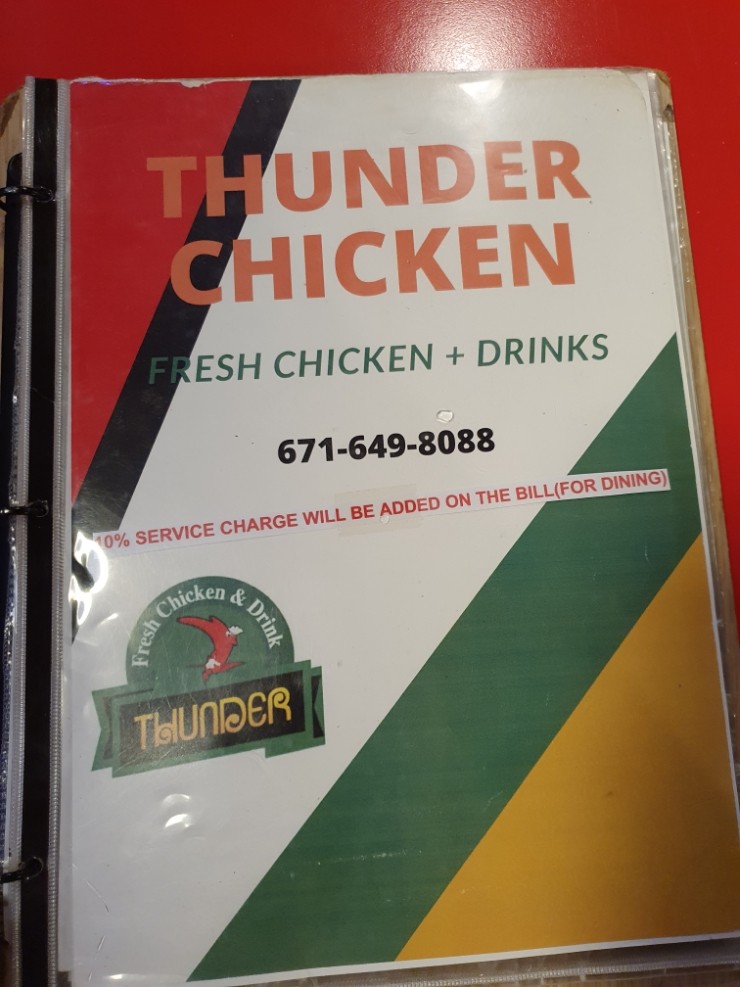 THUNDER
CHICKEN
FRESH CHICKEN + DRINKS
671-649-8088
10% SERVICE CHARGE WILL BE ADDED ON THE BILL(FOR DINING)
Fresh Chicken & Drink
THUNDER